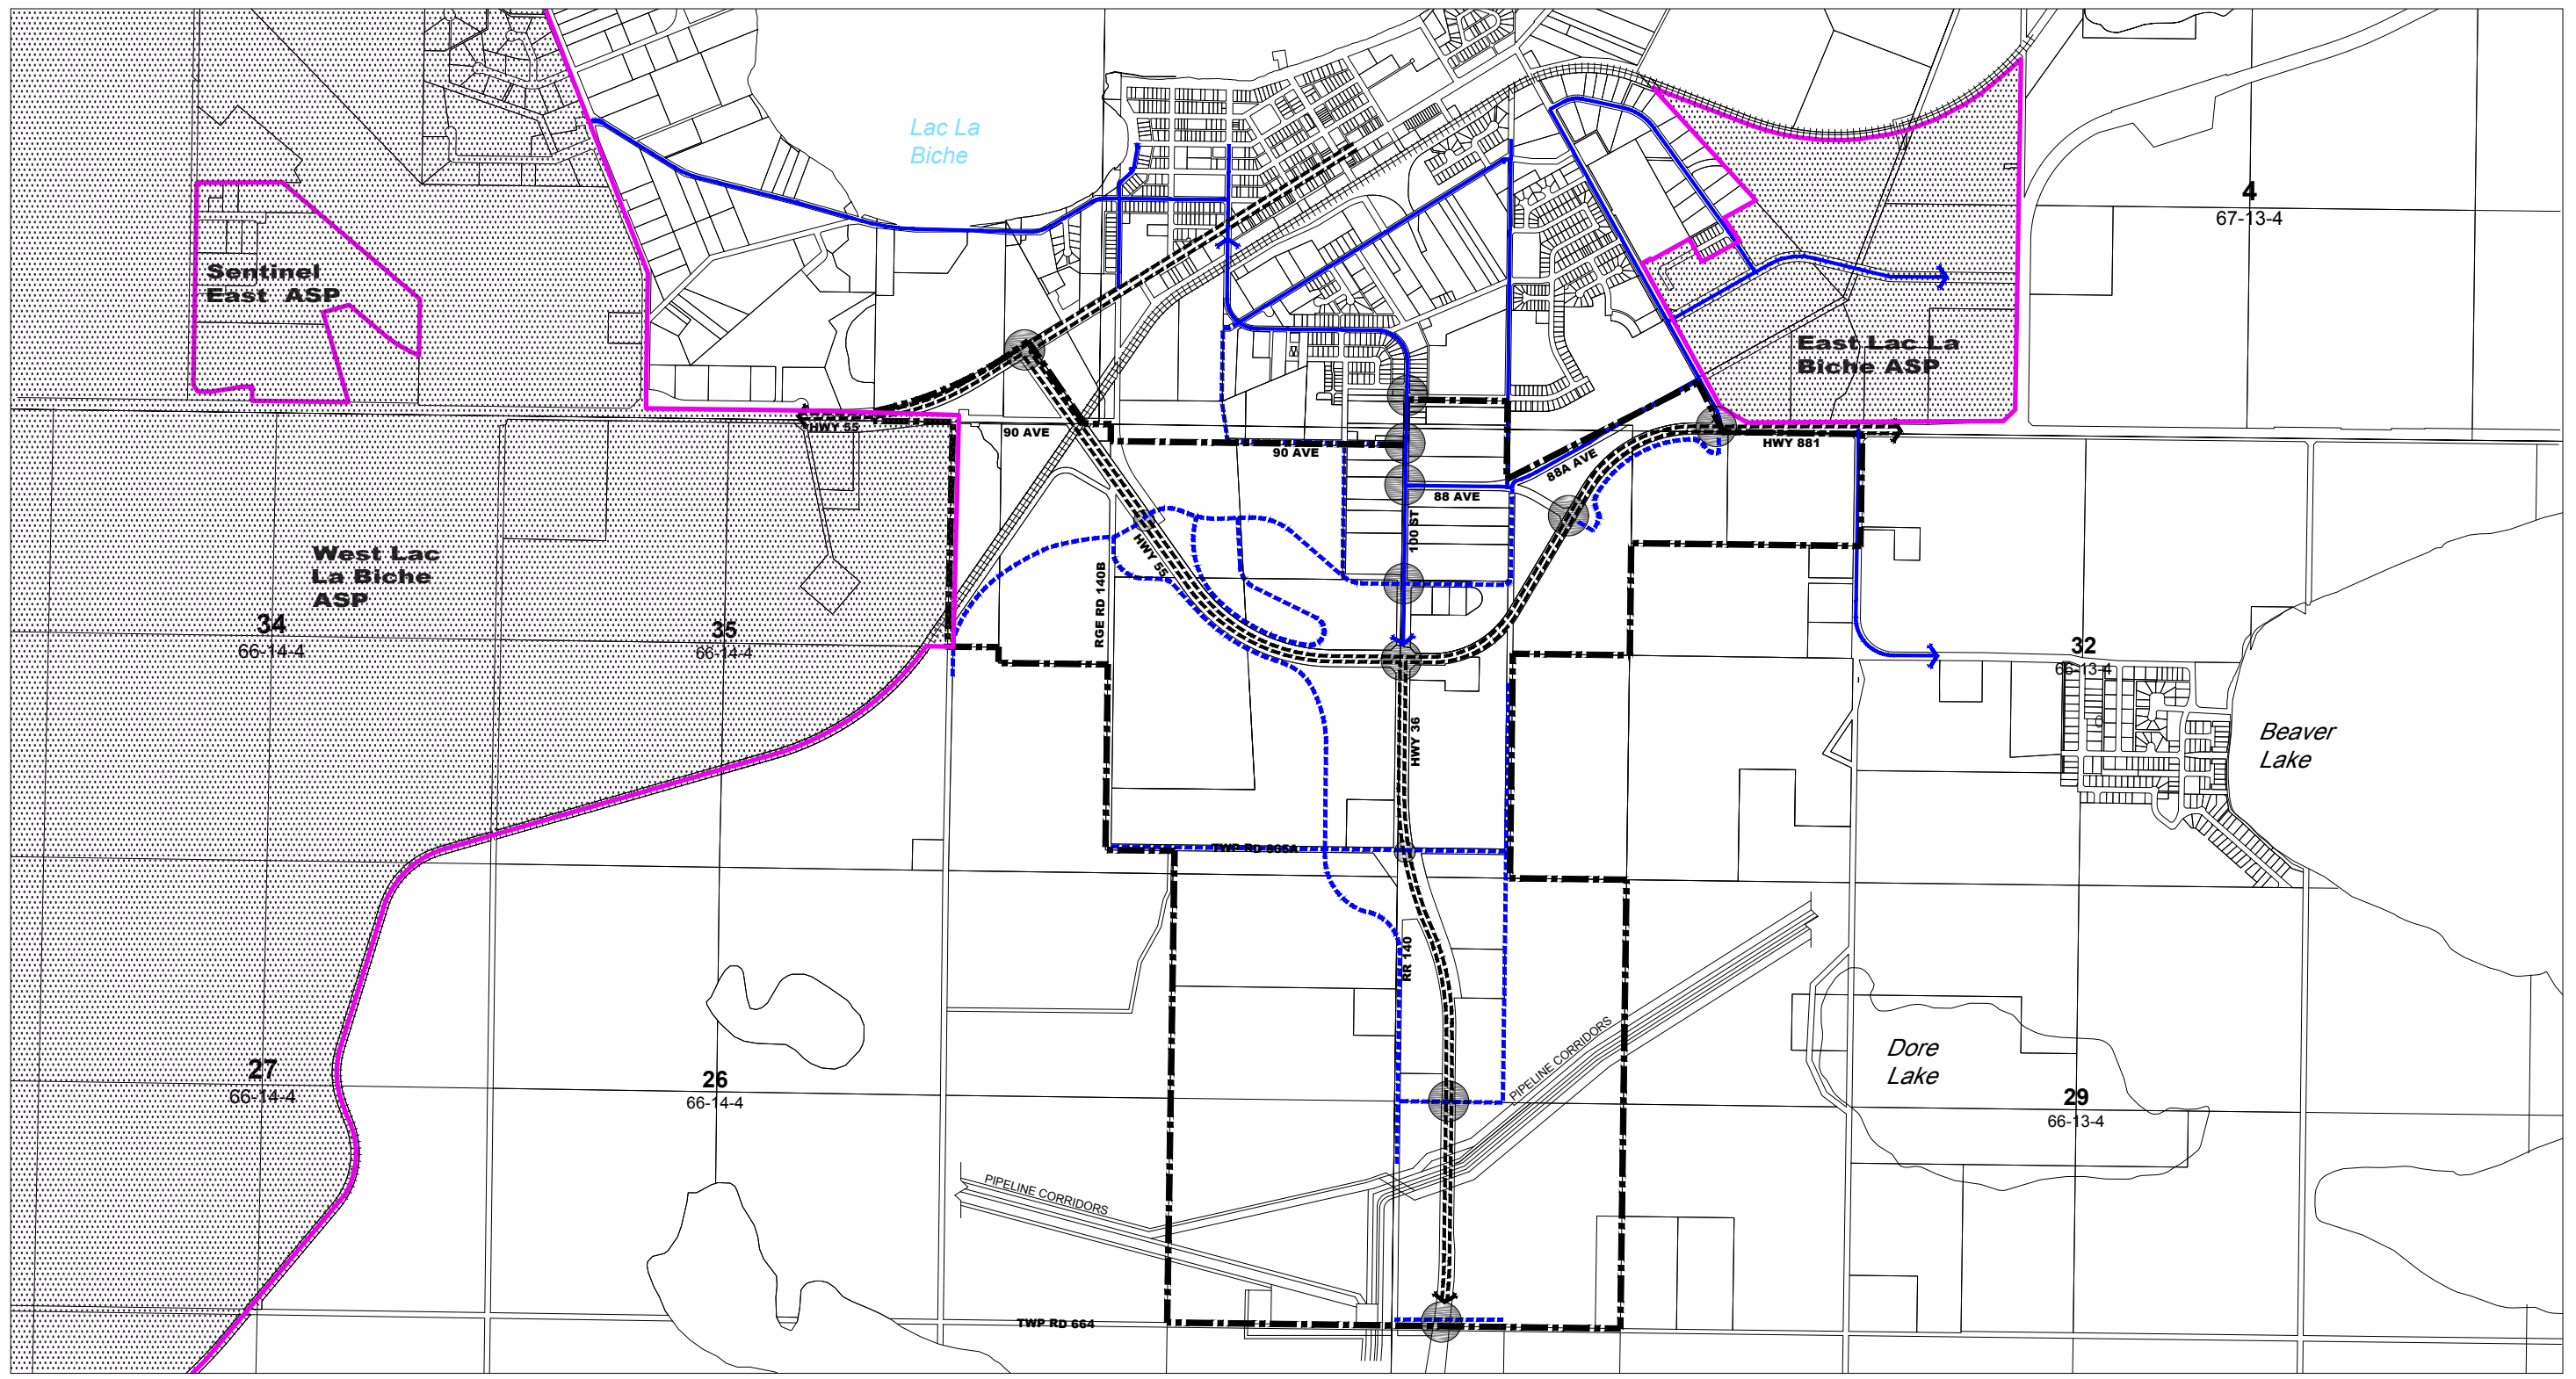 Lac La
Biche
4
67-13-4
Sentinel
East ASP
East Lac La
Biche ASP
HWY 55
90 AVE
90 AVE
HWY 881
88A AVE
88 AVE
100 ST
HWY 55
West Lac
La Biche
ASP
RGE RD 140B
34
66-14-4
35
66-14-4
32
66-13-4
HWY 36
Beaver
Lake
TWP RD 665A
RR 140
PIPELINE CORRIDORS
Dore
Lake
27
66-14-4
26
66-14-4
29
66-13-4
PIPELINE CORRIDORS
TWP RD 664